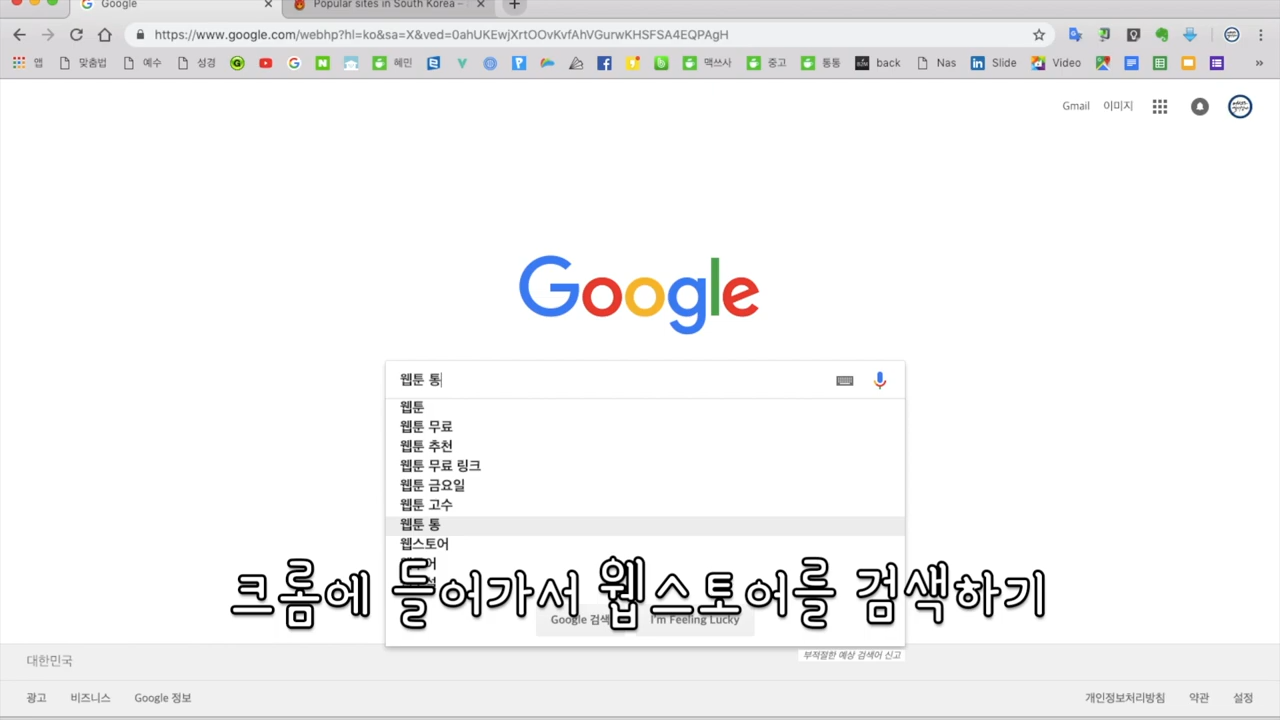 Google
Popular sites in South Korea –
https://www.google.com/webhp?hl=ko&sa=X&ved=0ahUKEwjXrtOOvKvfAhVGurwKHSFSA4EQPAgH
앱 맞춤법 예수 성경 혜민 맥쓰사 중고 통통 back Nas Slide Video »
Gmail 이미지
Google
웹툰 통
웹툰
웹툰 무료
웹툰 추천
웹툰 무료 링크
웹툰 금요일
웹툰 고수
웹툰 통
웹스토어
크롬에 들어가서 웹스토어를 검색하기
Google 검색 I'm Feeling Lucky
부적절한 예상 검색어 신고
대한민국
광고 비즈니스 Google 정보 개인정보처리방침 약관 설정